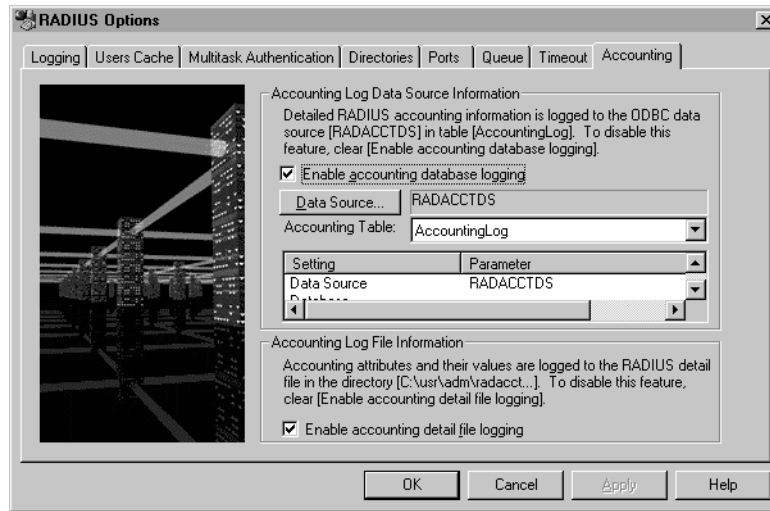 RADIUS Options
Logging Users Cache Multitask Authentication Directories Ports Queue Timeout Accounting
Accounting Log Data Source Information
Detailed RADIUS accounting information is logged to the ODBC data
source [RADACCTDS] in table [AccountingLog]. To disable this
feature, clear [Enable accounting database logging].
Enable accounting database logging
Data Source... RADACCTDS
Accounting Table: AccountingLog
Setting Parameter
Data Source RADACCTDS
Database
Accounting Log File Information
Accounting attributes and their values are logged to the RADIUS detail
file in the directory [C:\usr\adm\radacct...]. To disable this feature,
clear [Enable accounting detail file logging].
Enable accounting detail file logging
OK Cancel Apply Help